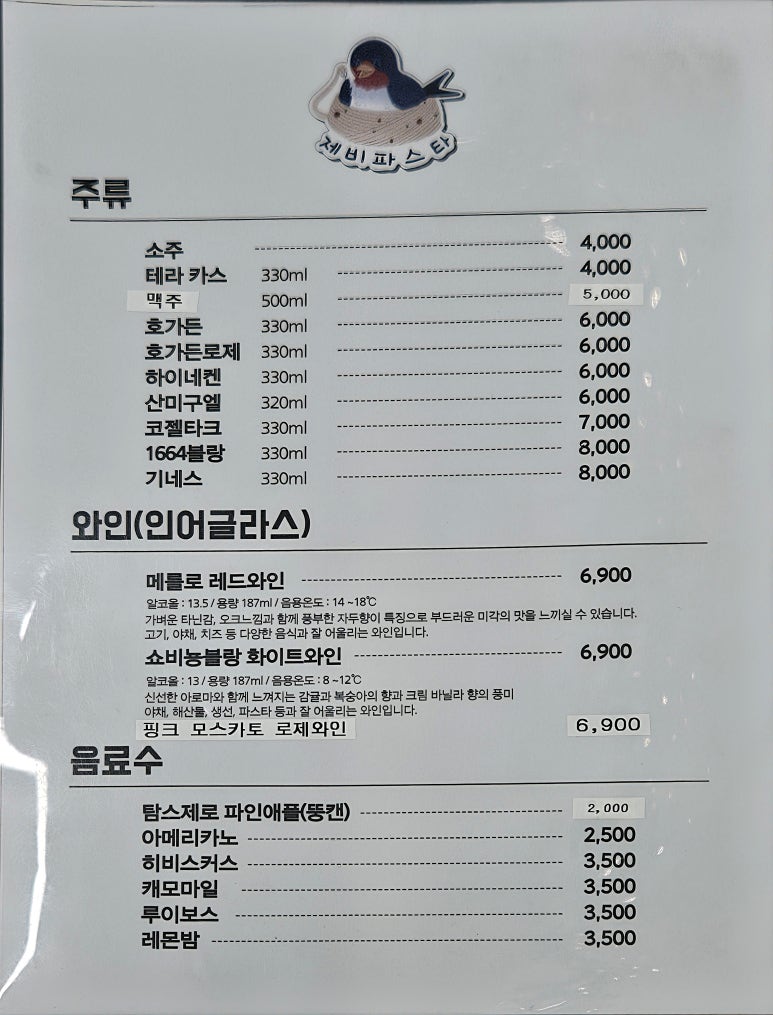 제비파스타
주류
소주 4,000
테라 카스 330ml 4,000
맥주 500ml 5,000
호가든 330ml 6,000
호가든로제 330ml 6,000
하이네켄 330ml 6,000
산미구엘 320ml 6,000
코젤타크 330ml 7,000
1664블랑 330ml 8,000
기네스 330ml 8,000
와인(인어글라스)
메를로 레드와인 6,900
알코올 : 13.5 / 용량 187ml / 음용온도 : 14 ~18℃
가벼운 타닌감, 오크느낌과 함께 풍부한 자두향이 특징으로 부드러운 미각의 맛을 느끼실 수 있습니다.
고기, 야채, 치즈 등 다양한 음식과 잘 어울리는 와인입니다.
쇼비뇽블랑 화이트와인 6,900
알코올 : 13 / 용량 187ml / 음용온도 : 8 ~12℃
신선한 아로마와 함께 느껴지는 감귤과 복숭아의 향과 크림 바닐라 향의 풍미
야채, 해산물, 생선, 파스타 등과 잘 어울리는 와인입니다.
핑크 모스카토 로제와인 6,900
음료수
탐스제로 파인애플(뚱캔) 2,000
아메리카노 2,500
히비스커스 3,500
캐모마일 3,500
루이보스 3,500
레몬밤 3,500